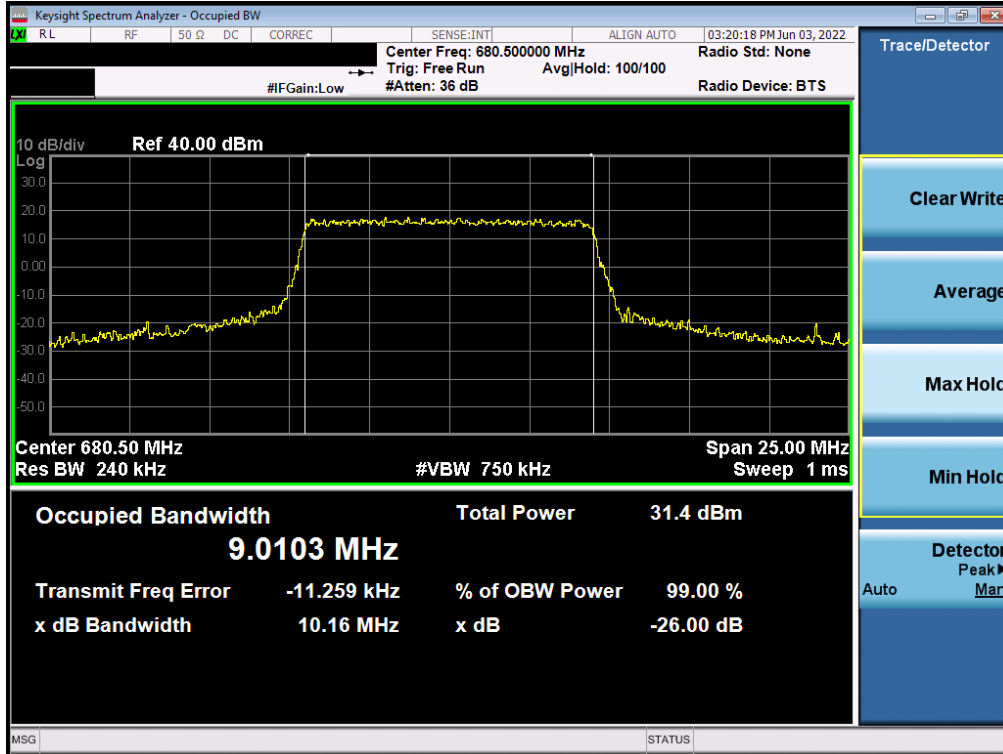 Keysight Spectrum Analyzer - Occupied BW
LXI RL RF 50 Ω DC CORREC SENSE:INT ALIGN AUTO 03:20:18 PM Jun 03, 2022
Center Freq: 680.500000 MHz Radio Std: None
Trig: Free Run Avg|Hold: 100/100
#IFGain:Low #Atten: 36 dB Radio Device: BTS
10 dB/div Ref 40.00 dBm
Log
30.0
20.0
10.0
0.00
-10.0
-20.0
-30.0
-40.0
-50.0
Center 680.50 MHz Span 25.00 MHz
Res BW 240 kHz #VBW 750 kHz Sweep 1 ms
Occupied Bandwidth Total Power 31.4 dBm
9.0103 MHz
Transmit Freq Error -11.259 kHz % of OBW Power 99.00 %
x dB Bandwidth 10.16 MHz x dB -26.00 dB
MSG STATUS
Trace/Detector
Clear Write
Average
Max Hold
Min Hold
Detector
Peak
Auto Man